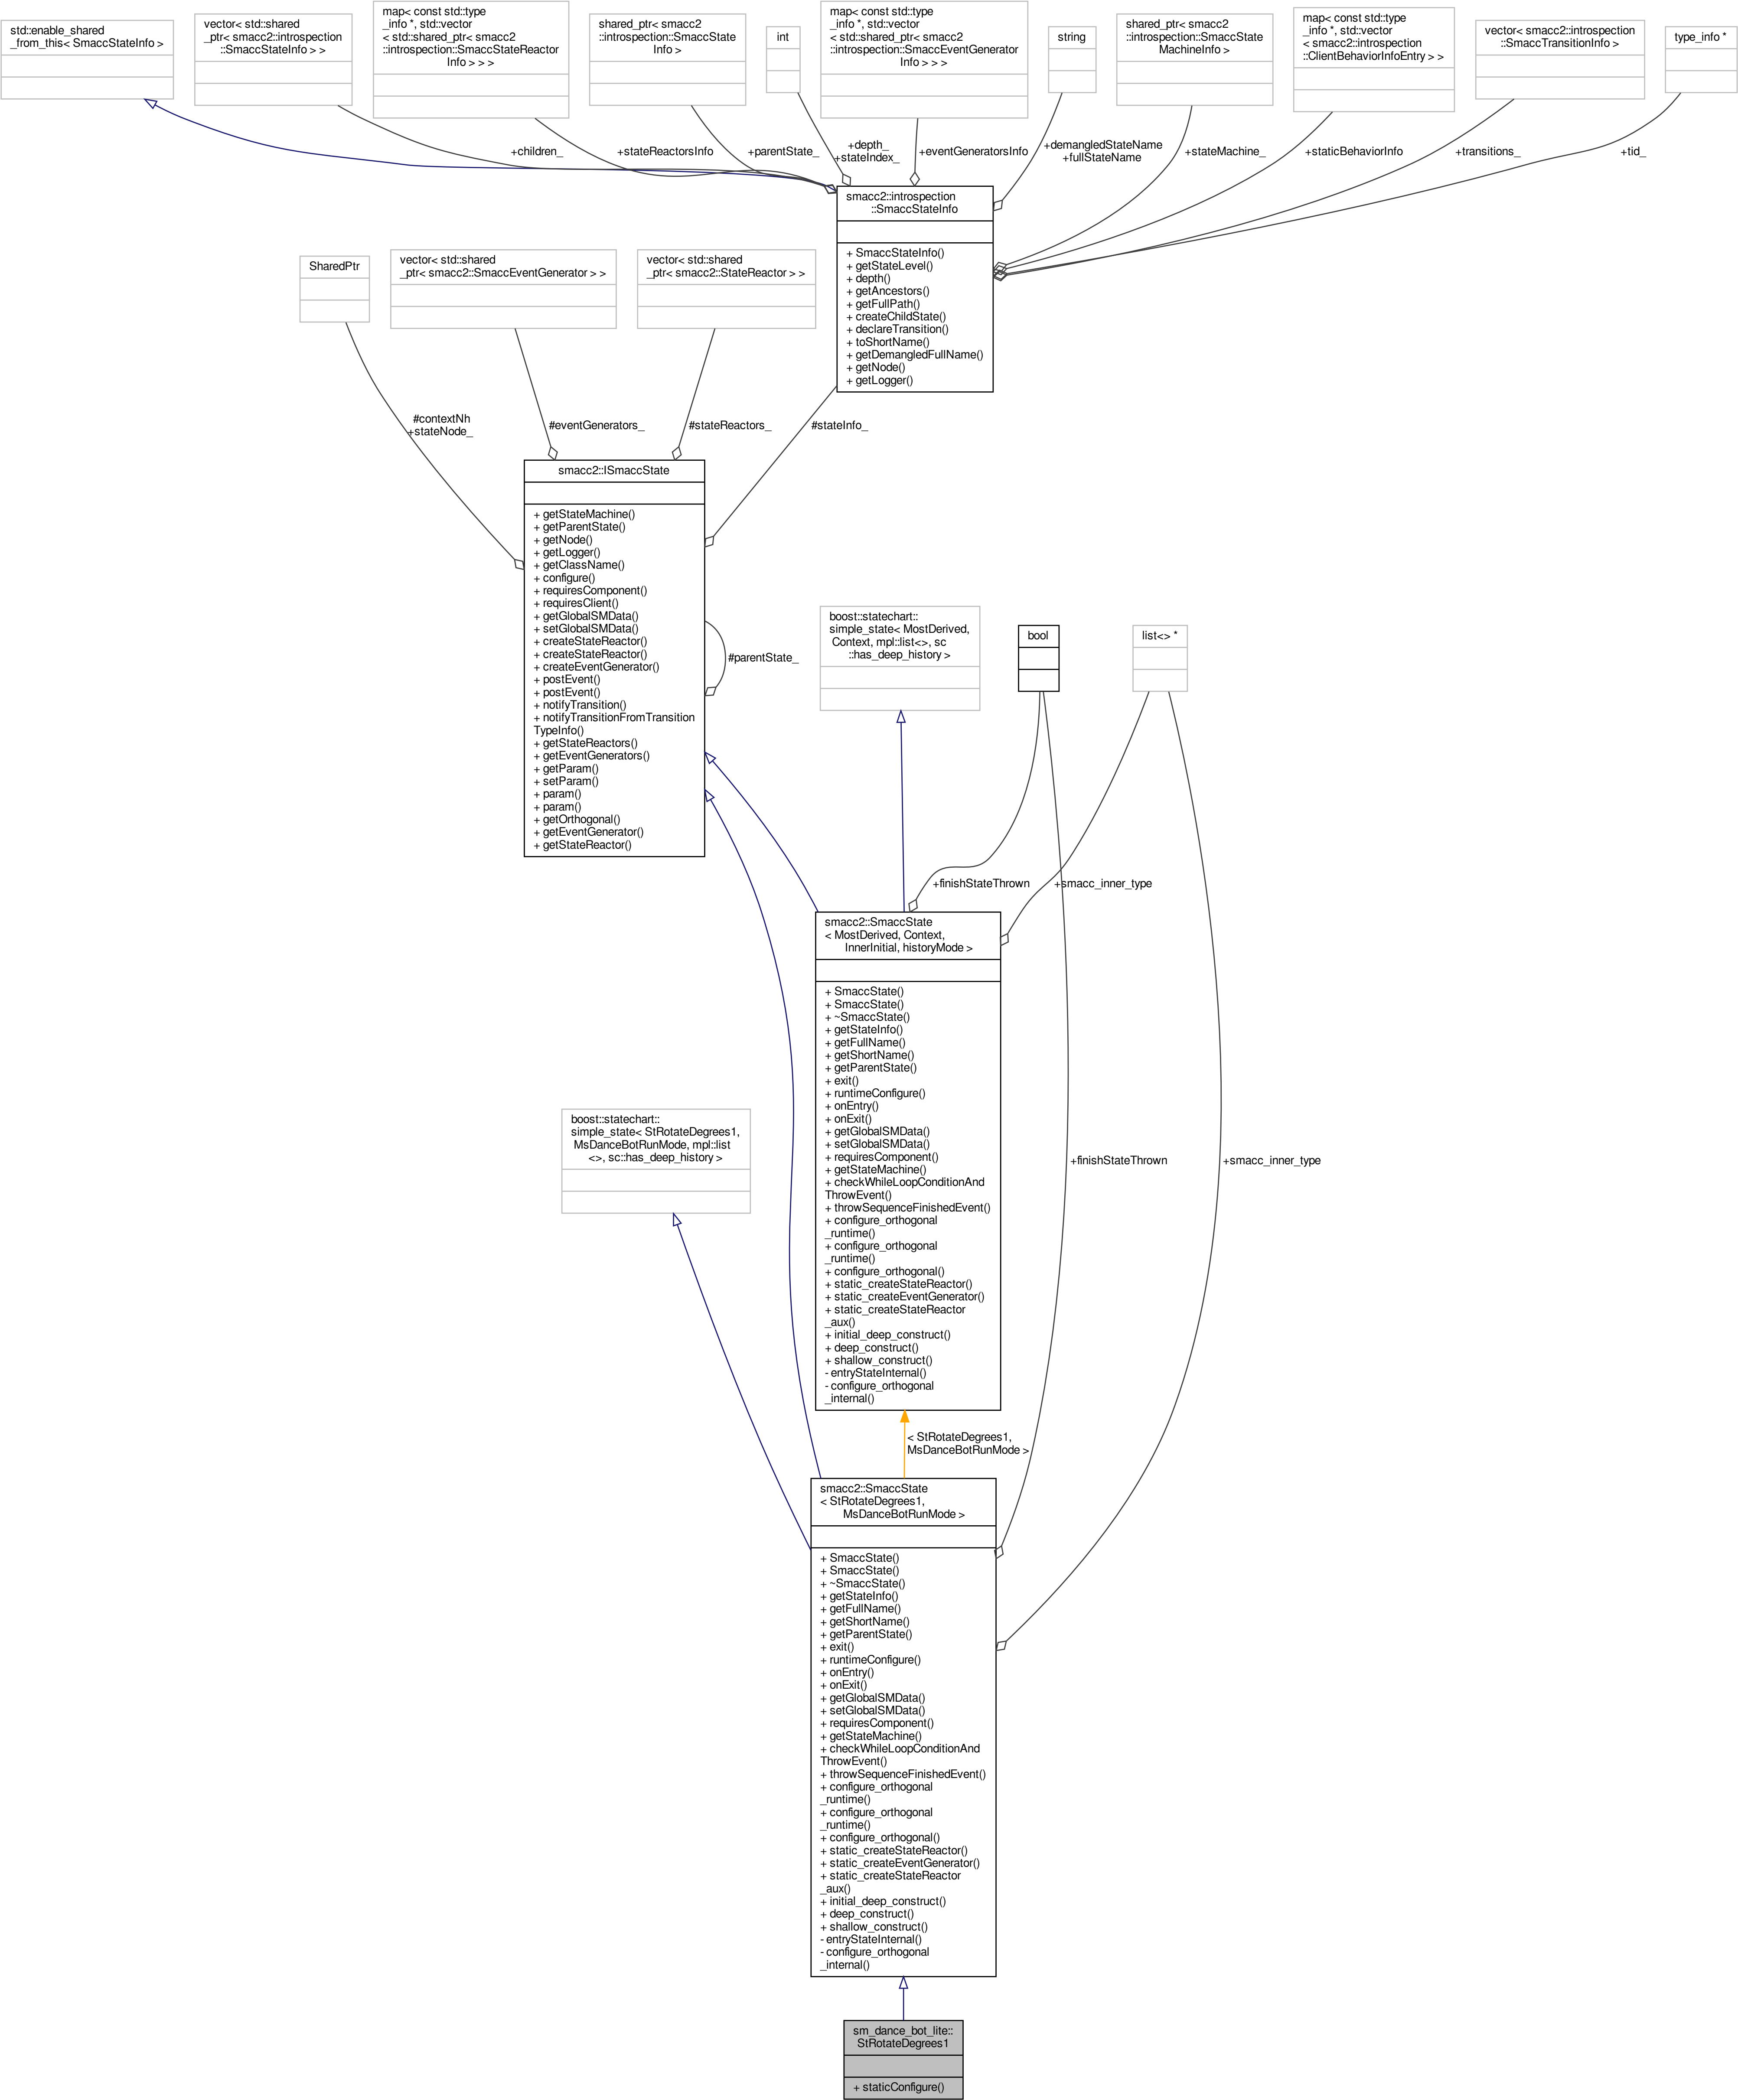 std::enable_shared
_from_this< SmaccStateInfo >
vector< std::shared
_ptr< smacc2::introspection
::SmaccStateInfo > >
map< const std::type
_info *, std::vector
< std::shared_ptr< smacc2
::introspection::SmaccStateReactor
Info > > >
shared_ptr< smacc2
::introspection::SmaccState
Info >
int
map< const std::type
_info *, std::vector
< std::shared_ptr< smacc2
::introspection::SmaccEventGenerator
Info > > >
string
shared_ptr< smacc2
::introspection::SmaccState
MachineInfo >
map< const std::type
_info *, std::vector
< smacc2::introspection
::ClientBehaviorInfoEntry > >
vector< smacc2::introspection
::SmaccTransitionInfo >
type_info *
+children_
+stateReactorsInfo
+parentState_
+depth_
+stateIndex_
+eventGeneratorsInfo
+demangledStateName
+fullStateName
+stateMachine_
+staticBehaviorInfo
+transitions_
+tid_
smacc2::introspection
::SmaccStateInfo
+ SmaccStateInfo()
+ getStateLevel()
+ depth()
+ getAncestors()
+ getFullPath()
+ createChildState()
+ declareTransition()
+ toShortName()
+ getDemangledFullName()
+ getNode()
+ getLogger()
SharedPtr
vector< std::shared
_ptr< smacc2::SmaccEventGenerator > >
vector< std::shared
_ptr< smacc2::StateReactor > >
#contextNh
+stateNode_
#eventGenerators_
#stateReactors_
#stateInfo_
smacc2::ISmaccState
+ getStateMachine()
+ getParentState()
+ getNode()
+ getLogger()
+ getClassName()
+ configure()
+ requiresComponent()
+ requiresClient()
+ getGlobalSMData()
+ setGlobalSMData()
+ createStateReactor()
+ createStateReactor()
+ createEventGenerator()
+ postEvent()
+ postEvent()
+ notifyTransition()
+ notifyTransitionFromTransition
TypeInfo()
+ getStateReactors()
+ getEventGenerators()
+ getParam()
+ setParam()
+ param()
+ param()
+ getOrthogonal()
+ getEventGenerator()
+ getStateReactor()
#parentState_
boost::statechart::
simple_state< MostDerived,
Context, mpl::list<>, sc
::has_deep_history >
bool
list<> *
+finishStateThrown
+smacc_inner_type
smacc2::SmaccState
< MostDerived, Context,
InnerInitial, historyMode >
+ SmaccState()
+ SmaccState()
+ ~SmaccState()
+ getStateInfo()
+ getFullName()
+ getShortName()
+ getParentState()
+ exit()
+ runtimeConfigure()
+ onEntry()
+ onExit()
+ getGlobalSMData()
+ setGlobalSMData()
+ requiresComponent()
+ getStateMachine()
+ checkWhileLoopConditionAnd
ThrowEvent()
+ throwSequenceFinishedEvent()
+ configure_orthogonal
_runtime()
+ configure_orthogonal
_runtime()
+ configure_orthogonal()
+ static_createStateReactor()
+ static_createEventGenerator()
+ static_createStateReactor
_aux()
+ initial_deep_construct()
+ deep_construct()
+ shallow_construct()
- entryStateInternal()
- configure_orthogonal
_internal()
boost::statechart::
simple_state< StRotateDegrees1,
MsDanceBotRunMode, mpl::list
<>, sc::has_deep_history >
+finishStateThrown
+smacc_inner_type
< StRotateDegrees1,
MsDanceBotRunMode >
smacc2::SmaccState
< StRotateDegrees1,
MsDanceBotRunMode >
+ SmaccState()
+ SmaccState()
+ ~SmaccState()
+ getStateInfo()
+ getFullName()
+ getShortName()
+ getParentState()
+ exit()
+ runtimeConfigure()
+ onEntry()
+ onExit()
+ getGlobalSMData()
+ setGlobalSMData()
+ requiresComponent()
+ getStateMachine()
+ checkWhileLoopConditionAnd
ThrowEvent()
+ throwSequenceFinishedEvent()
+ configure_orthogonal
_runtime()
+ configure_orthogonal
_runtime()
+ configure_orthogonal()
+ static_createStateReactor()
+ static_createEventGenerator()
+ static_createStateReactor
_aux()
+ initial_deep_construct()
+ deep_construct()
+ shallow_construct()
- entryStateInternal()
- configure_orthogonal
_internal()
sm_dance_bot_lite::
StRotateDegrees1
+ staticConfigure()